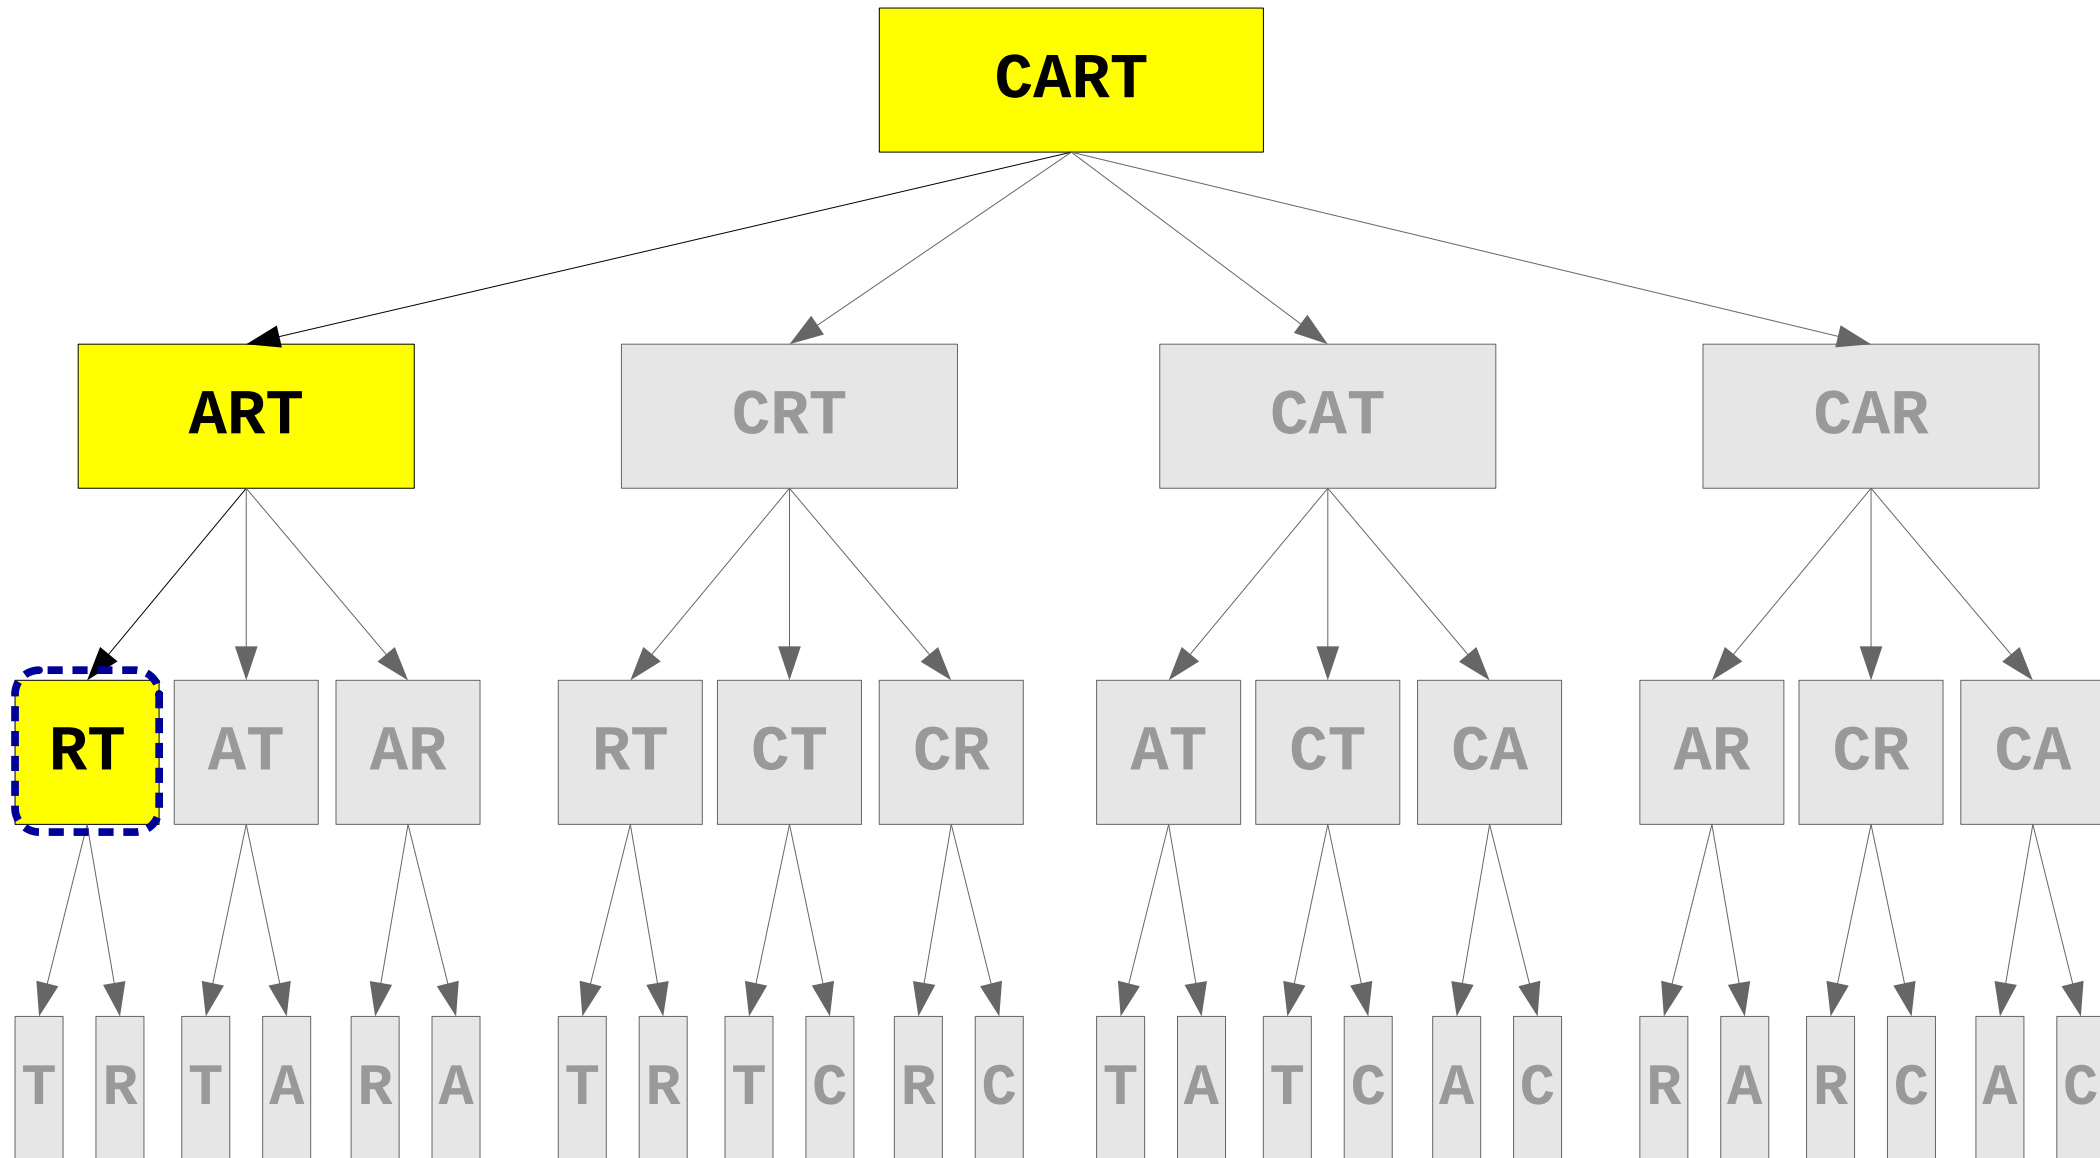 CART
ART CRT CAT CAR
RT AT AR RT CT CR AT CT CA AR CR CA
T R T A R A T R T C R C T A T C A C R A R C A C